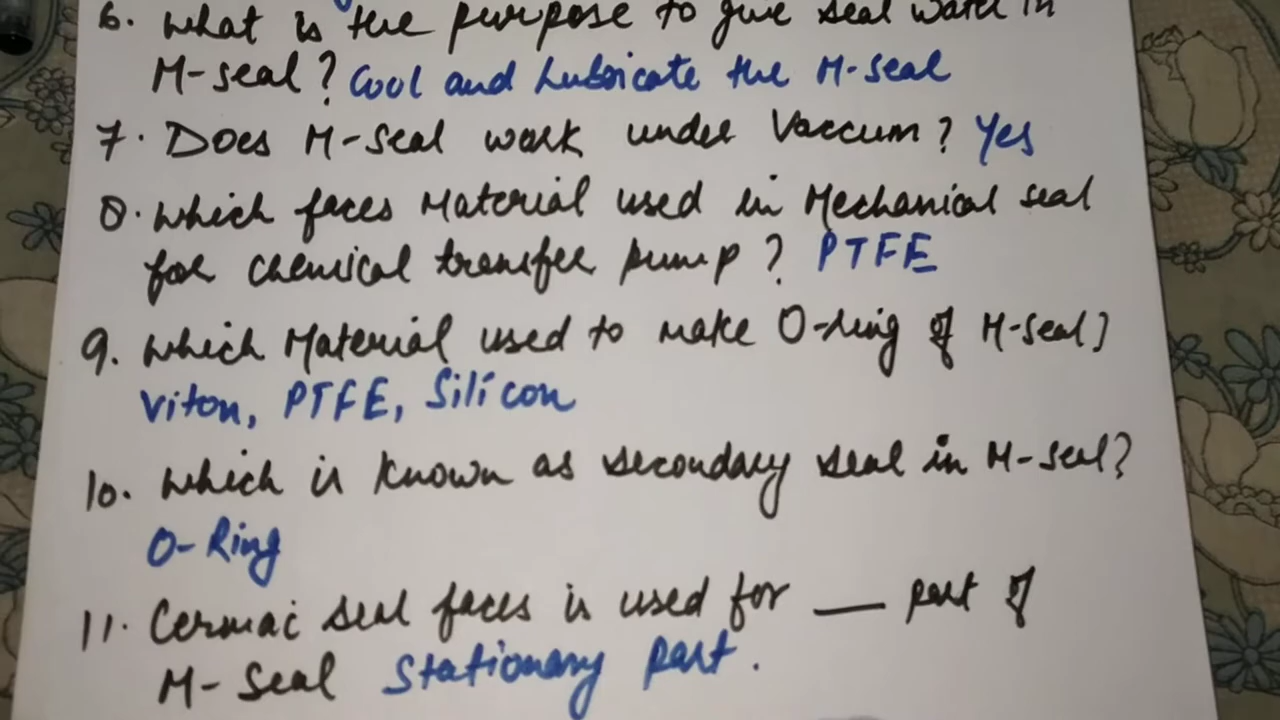 6. What is the purpose to give seal water in
M-seal? Cool and Lubricate the M-seal
7. Does M-seal work under Vaccum? Yes
8. Which faces Material used in Mechanical seal
for chemical transfer pump? PTFE
9. Which Material used to make O-ring of M-seal?
Viton, PTFE, Silicon
10. Which is known as secondary seal in M-seal?
O-Ring
11. Cermaic seal faces is used for ___ part of
M-Seal Stationary part.